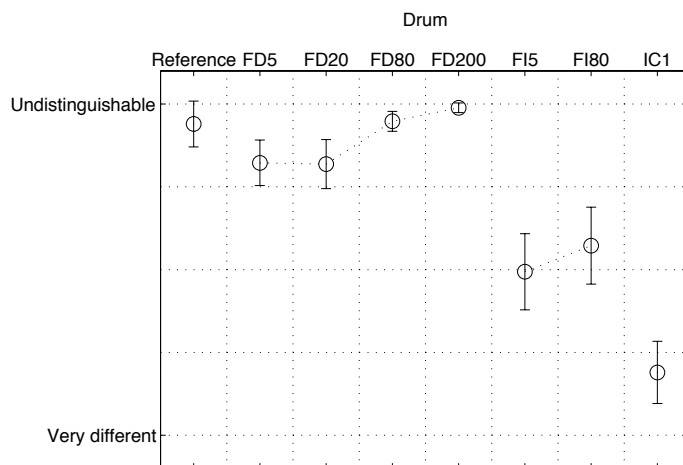 Drum
Reference FD5 FD20 FD80 FD200 FI5 FI80 IC1
Undistinguishable
Very different